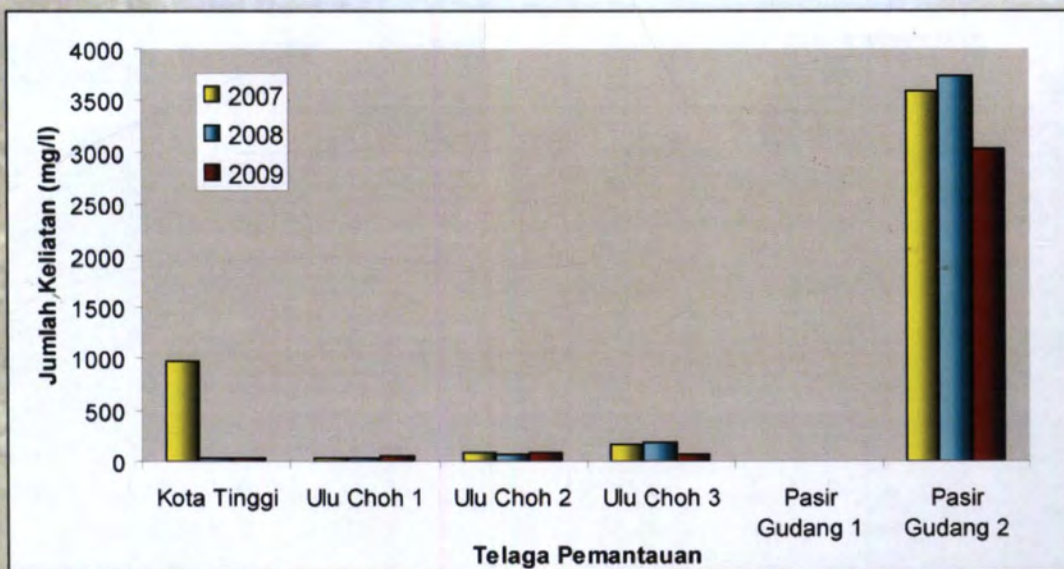 Jumlah Keliatan (mg/l)
4000
3500
3000
2500
2000
1500
1000
500
0
2007
2008
2009
Kota Tinggi
Ulu Choh 1
Ulu Choh 2
Ulu Choh 3
Pasir
Gudang 1
Pasir
Gudang 2
Telaga Pemantauan